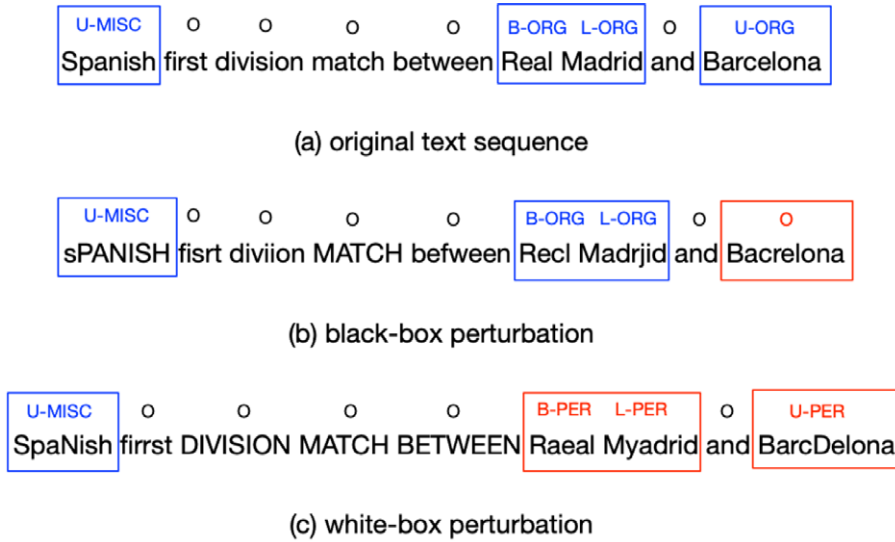 U-MISC O O O O B-ORG L-ORG O U-ORG
Spanish first division match between Real Madrid and Barcelona
(a) original text sequence
U-MISC O O O O B-ORG L-ORG O O
sPANISH fisrt diviion MATCH befween Recl Madrjid and Bacrelona
(b) black-box perturbation
U-MISC O O O O B-PER L-PER O U-PER
SpaNish firrst DIVISION MATCH BETWEEN Raeal Myadrid and BarcDelona
(c) white-box perturbation